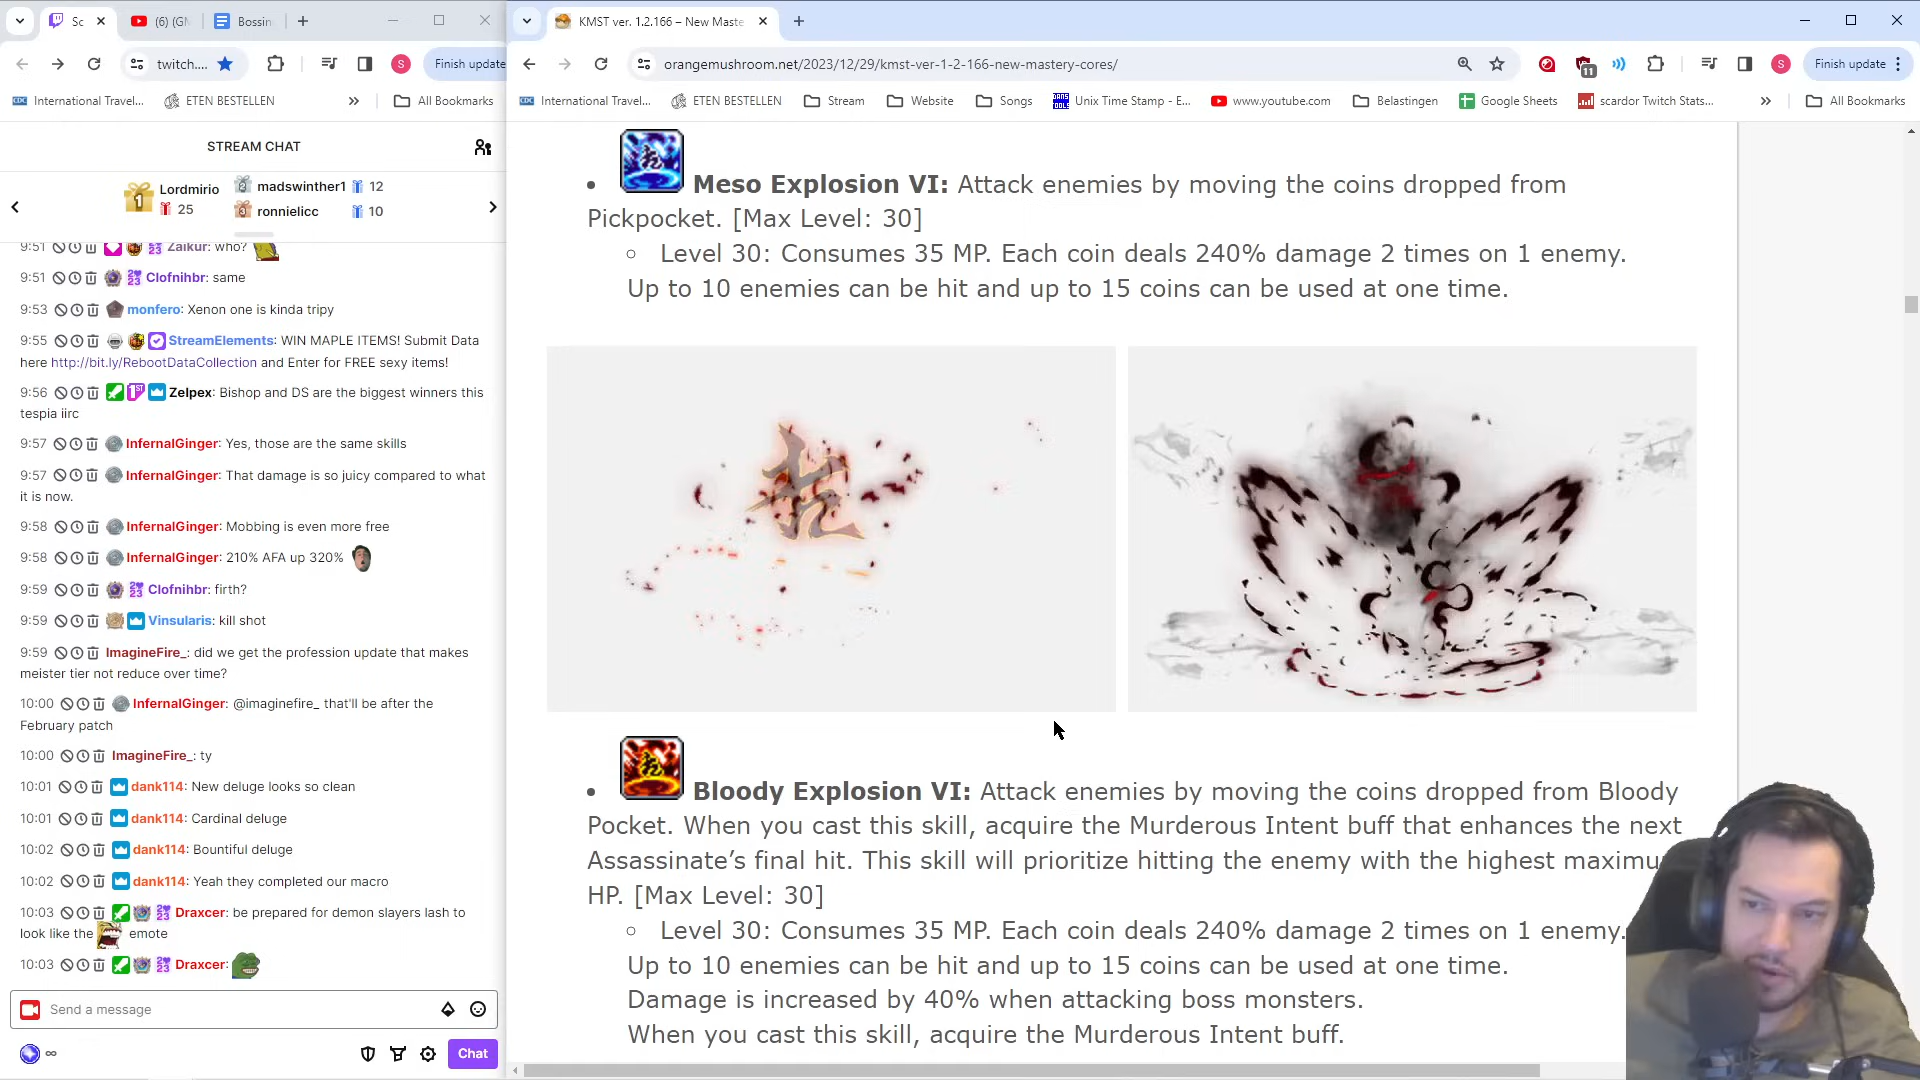 Sc
(6) (GM
Bossin
KMST ver. 1.2.166 – New Maste
twitch....
S
Finish update
orangemushroom.net/2023/12/29/kmst-ver-1-2-166-new-mastery-cores/
11
S
Finish update
CDC International Travel...
ETEN BESTELLEN
All Bookmarks
CDC International Travel...
ETEN BESTELLEN
Stream
Website
Songs
Unix Time Stamp - E...
www.youtube.com
Belastingen
Google Sheets
scardor Twitch Stats...
All Bookmarks
STREAM CHAT
1 Lordmirio
25
2 madswinther1 12
3 ronnielicc 10
9:51 Zaikur: who?
9:51 Clofnihbr: same
9:53 monfero: Xenon one is kinda tripy
9:55 StreamElements: WIN MAPLE ITEMS! Submit Data
here http://bit.ly/RebootDataCollection and Enter for FREE sexy items!
9:56 Zelpex: Bishop and DS are the biggest winners this
tespia iirc
9:57 InfernalGinger: Yes, those are the same skills
9:57 InfernalGinger: That damage is so juicy compared to what
it is now.
9:58 InfernalGinger: Mobbing is even more free
9:58 InfernalGinger: 210% AFA up 320%
9:59 Clofnihbr: firth?
9:59 Vinsularis: kill shot
9:59 ImagineFire_: did we get the profession update that makes
meister tier not reduce over time?
10:00 InfernalGinger: @imaginefire_ that'll be after the
February patch
10:00 ImagineFire_: ty
10:01 dank114: New deluge looks so clean
10:01 dank114: Cardinal deluge
10:02 dank114: Bountiful deluge
10:02 dank114: Yeah they completed our macro
10:03 Draxcer: be prepared for demon slayers lash to
look like the emote
10:03 Draxcer:
Send a message
∞
Chat
Meso Explosion VI: Attack enemies by moving the coins dropped from
Pickpocket. [Max Level: 30]
Level 30: Consumes 35 MP. Each coin deals 240% damage 2 times on 1 enemy.
Up to 10 enemies can be hit and up to 15 coins can be used at one time.
Bloody Explosion VI: Attack enemies by moving the coins dropped from Bloody
Pocket. When you cast this skill, acquire the Murderous Intent buff that enhances the next
Assassinate’s final hit. This skill will prioritize hitting the enemy with the highest maximu
HP. [Max Level: 30]
Level 30: Consumes 35 MP. Each coin deals 240% damage 2 times on 1 enemy.
Up to 10 enemies can be hit and up to 15 coins can be used at one time.
Damage is increased by 40% when attacking boss monsters.
When you cast this skill, acquire the Murderous Intent buff.